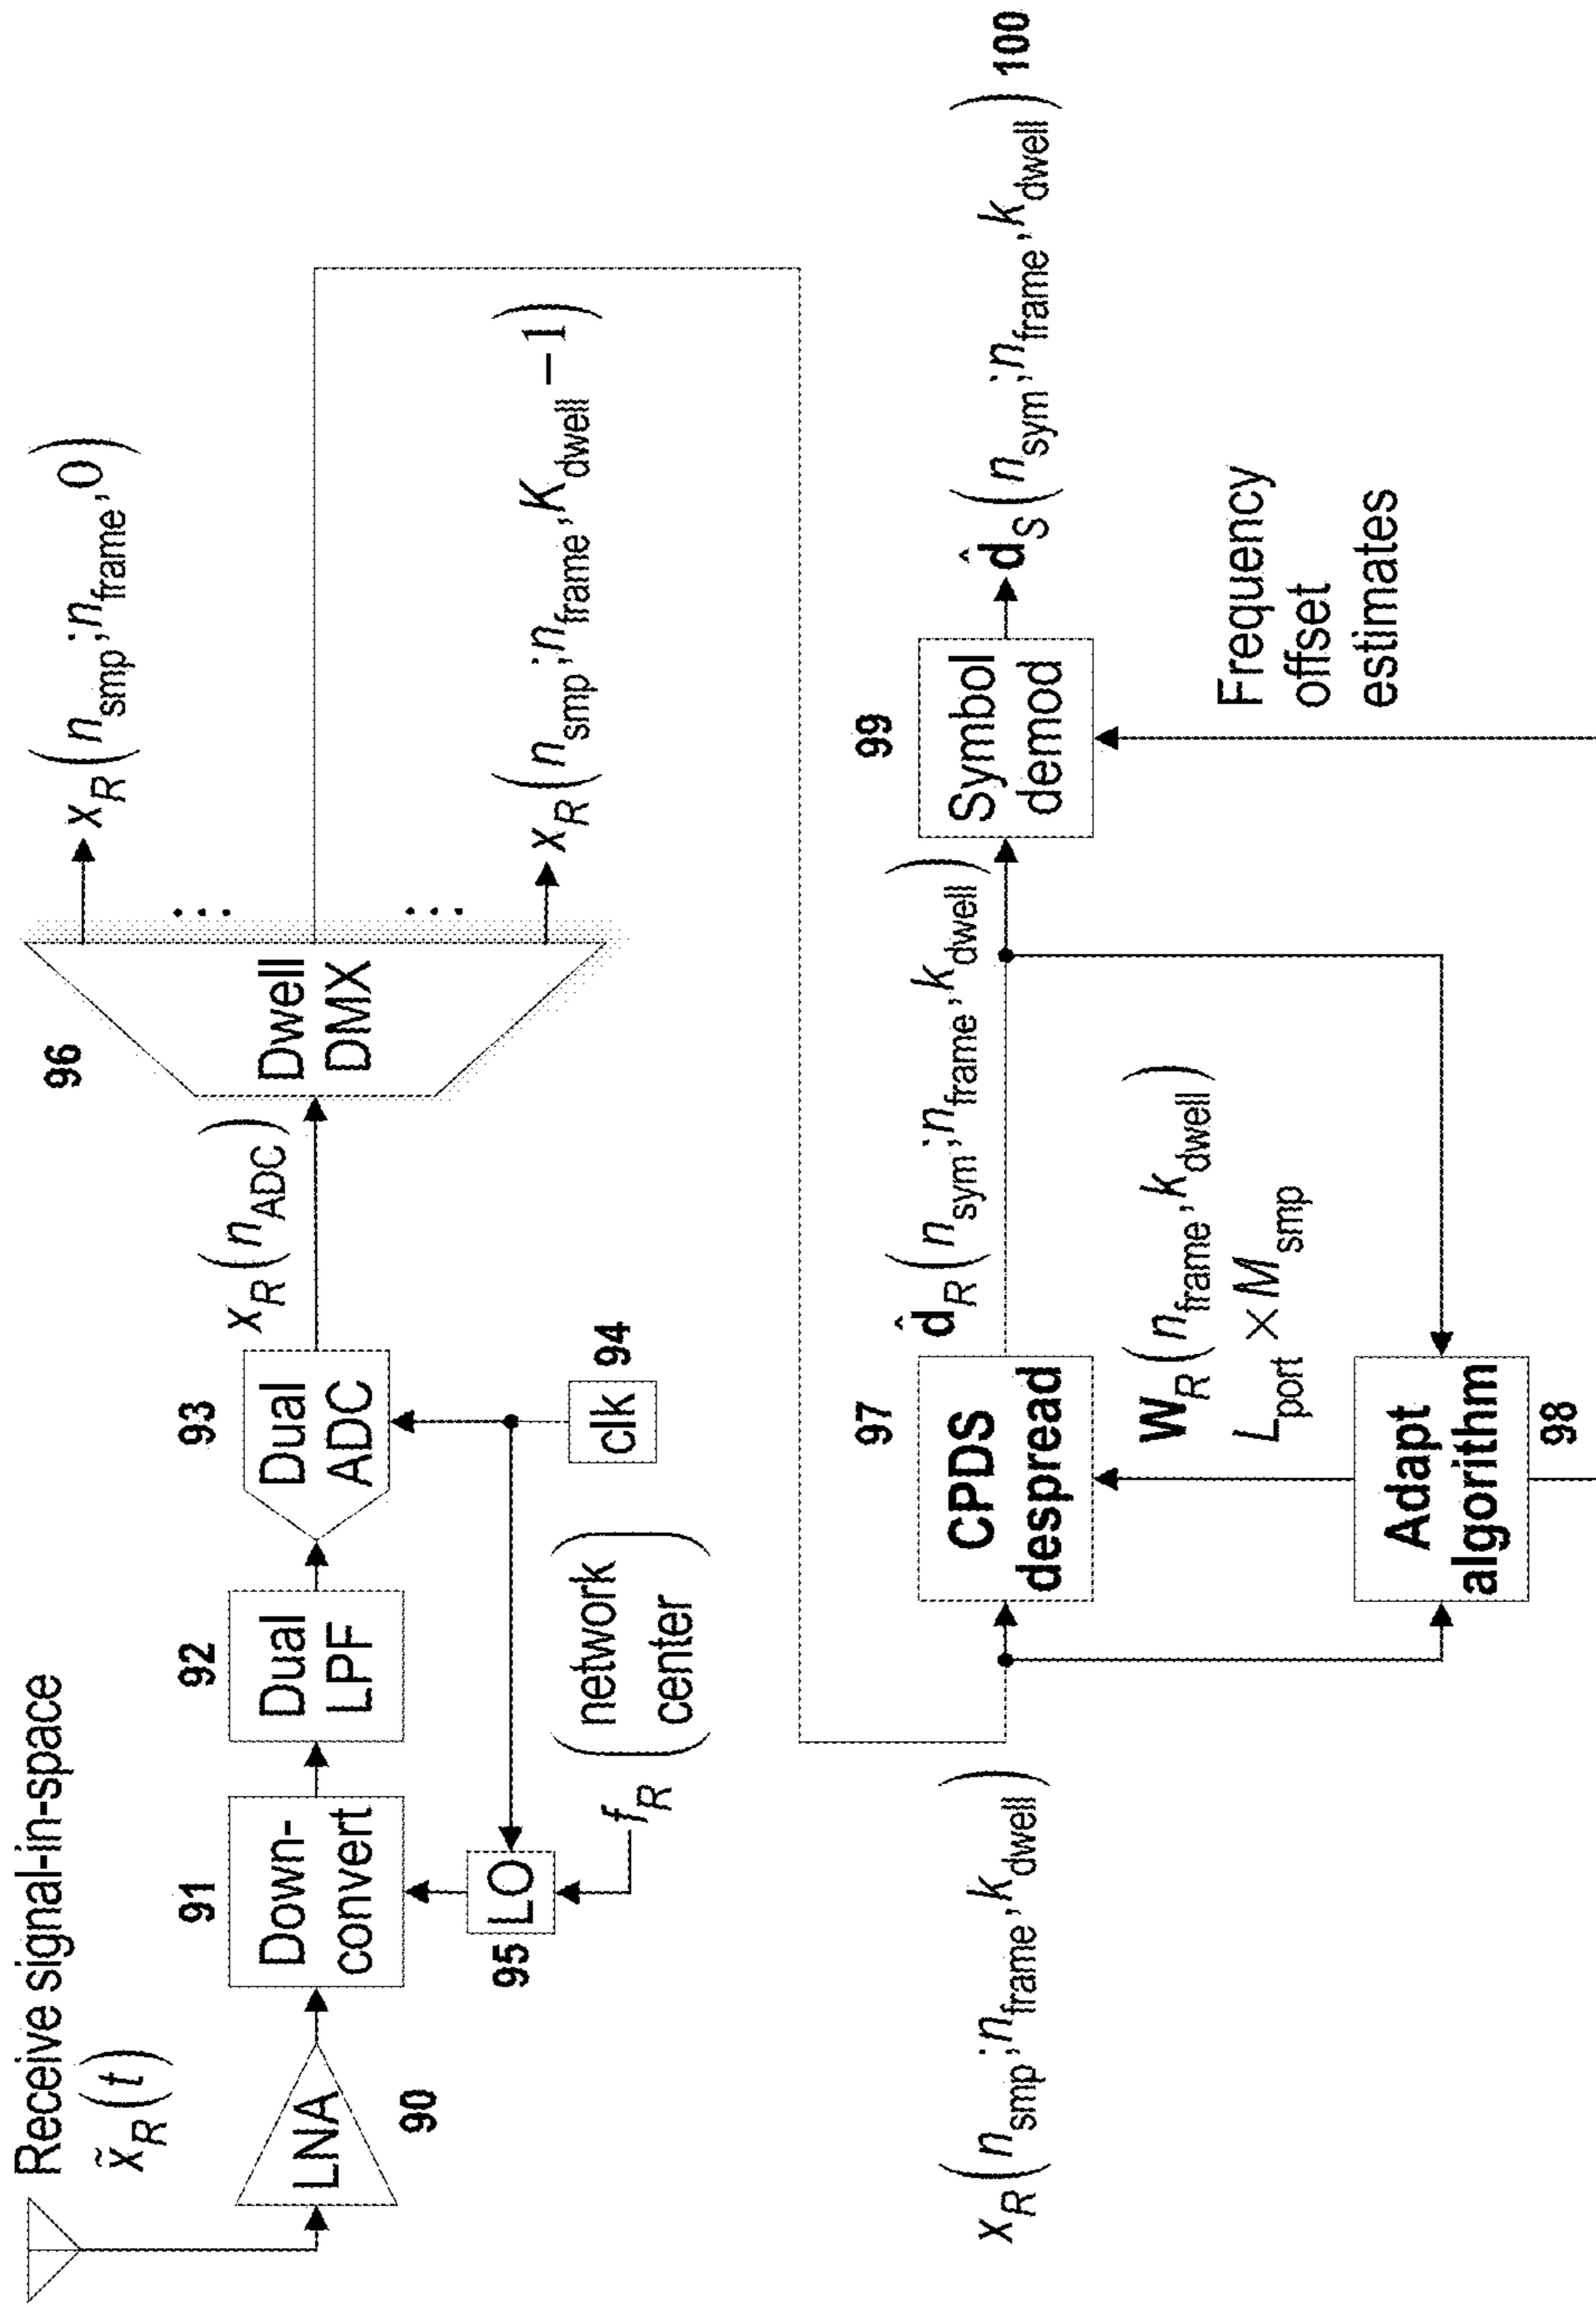 Receive signal-in-space
x̃_R(t)
LNA
90
91
Down-
convert
92
Dual
LPF
93
Dual
ADC
x_R(n_ADC)
96
Dwell
DMX
x_R(n_smp;n_frame,0)
...
...
x_R(n_smp;n_frame,K_dwell−1)
95
LO
f_R (network
center)
clk
94
x_R(n_smp;n_frame,k_dwell)
97
CPDS
despread
d̂_R(n_sym;n_frame,k_dwell)
99
Symbol
demod
d̂_S(n_sym;n_frame,k_dwell) 100
W_R(n_frame,k_dwell)
L_port × M_smp
Adapt
algorithm
98
Frequency
offset
estimates